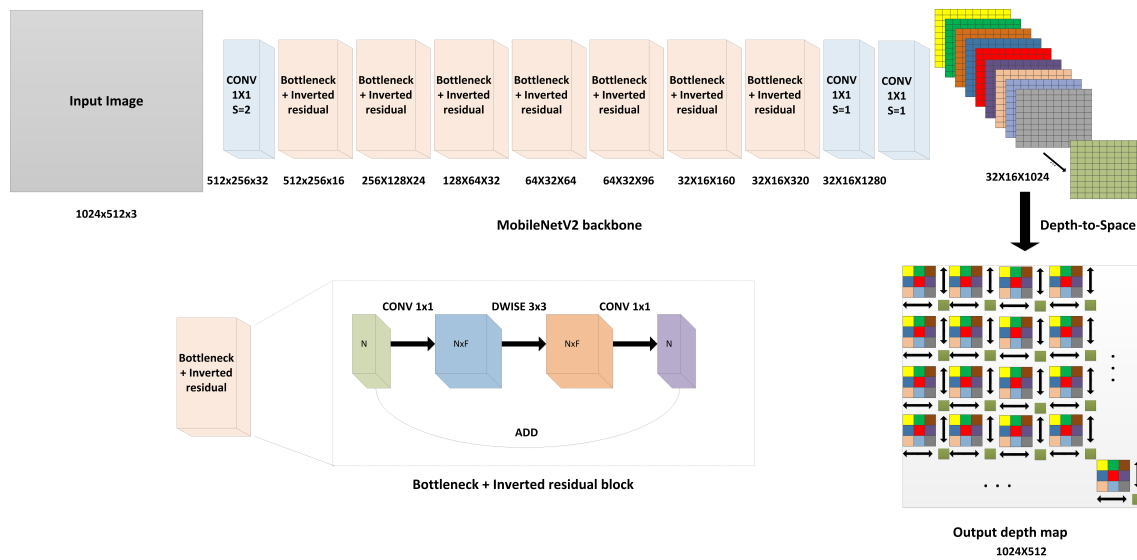 Input Image
1024x512x3
CONV
1X1
S=2
512x256x32
Bottleneck
+ Inverted
residual
512x256x16
Bottleneck
+ Inverted
residual
256X128X24
Bottleneck
+ Inverted
residual
128X64X32
Bottleneck
+ Inverted
residual
64X32X64
Bottleneck
+ Inverted
residual
64X32X96
Bottleneck
+ Inverted
residual
32X16X160
Bottleneck
+ Inverted
residual
32X16X320
CONV
1X1
S=1
32X16X1280
CONV
1X1
S=1
32X16X1024
MobileNetV2 backbone
Depth-to-Space
Bottleneck
+ Inverted
residual
CONV 1x1
DWISE 3x3
CONV 1x1
N
NxF
NxF
N
ADD
Bottleneck + Inverted residual block
. . .
Output depth map
1024X512